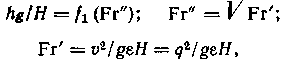 hg/H = f₁ (Fr″); Fr″ = √Fr′;
Fr′ = v²/gεH = q²/gεH,